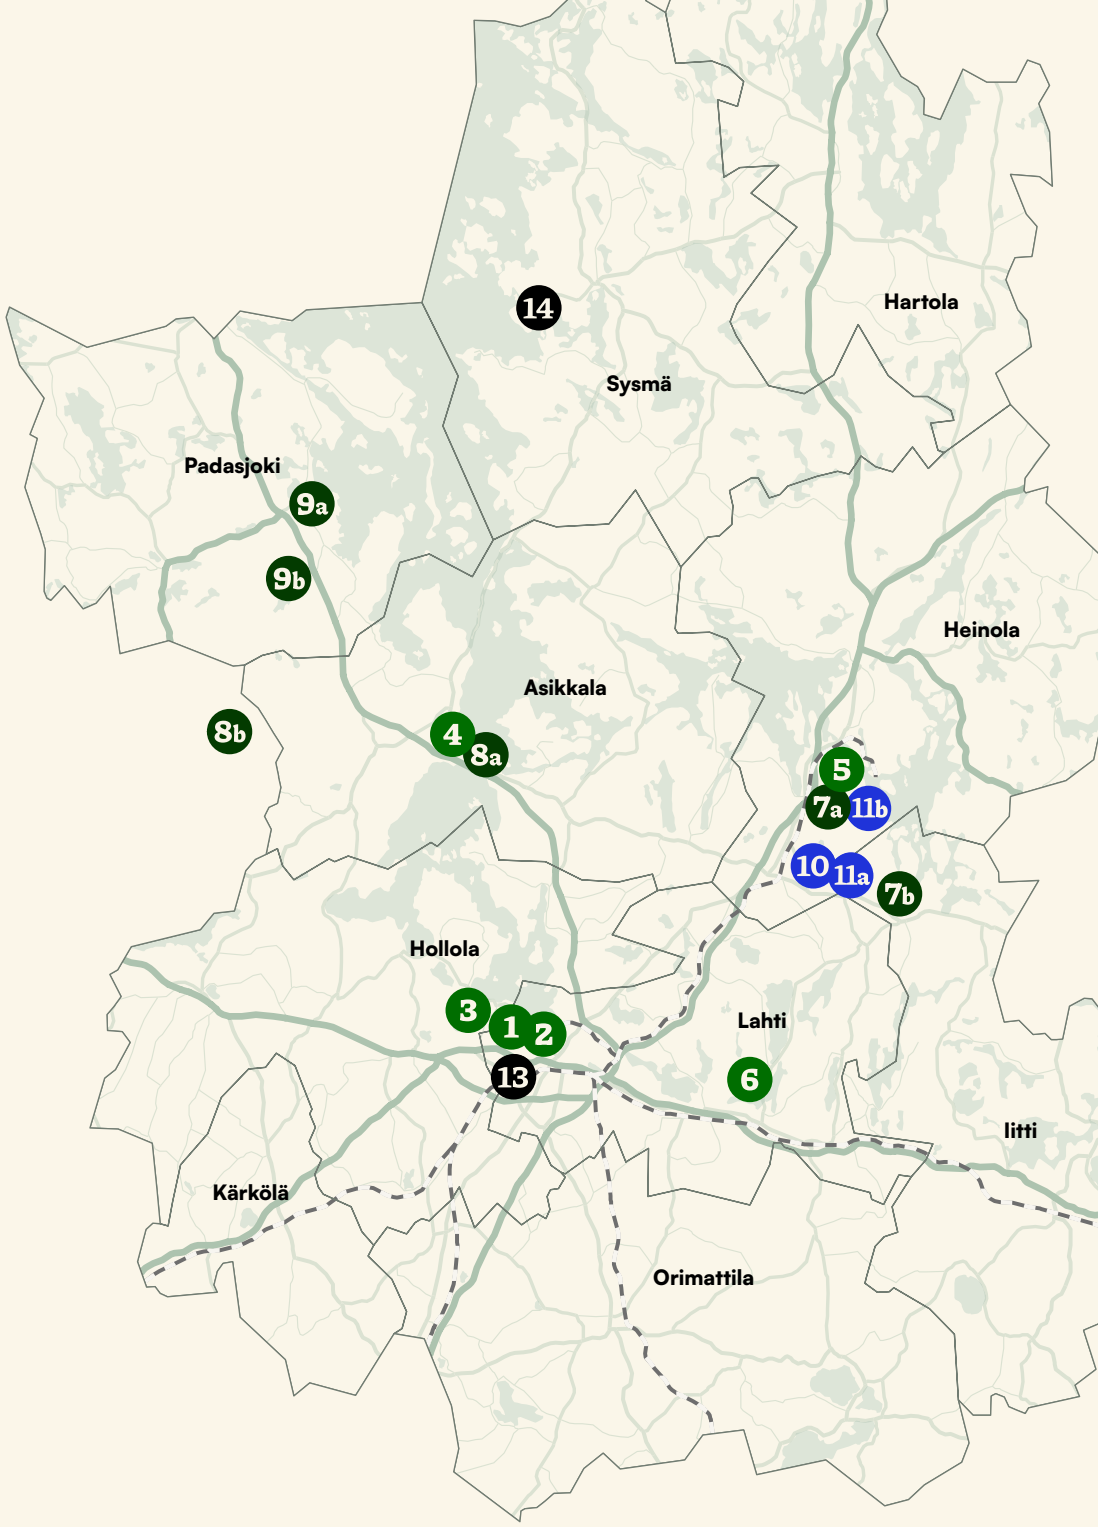 Hartola
14
Sysmä
Padasjoki
9a
9b
Heinola
Asikkala
8b
4
8a
5
7a
11b
10
11a
7b
Hollola
3
1
2
Lahti
13
6
Iitti
Kärkölä
Orimattila